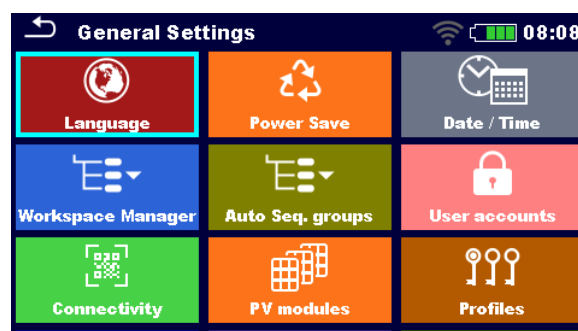 General Settings 08:08
Language Power Save Date / Time
Workspace Manager Auto Seq. groups User accounts
Connectivity PV modules Profiles